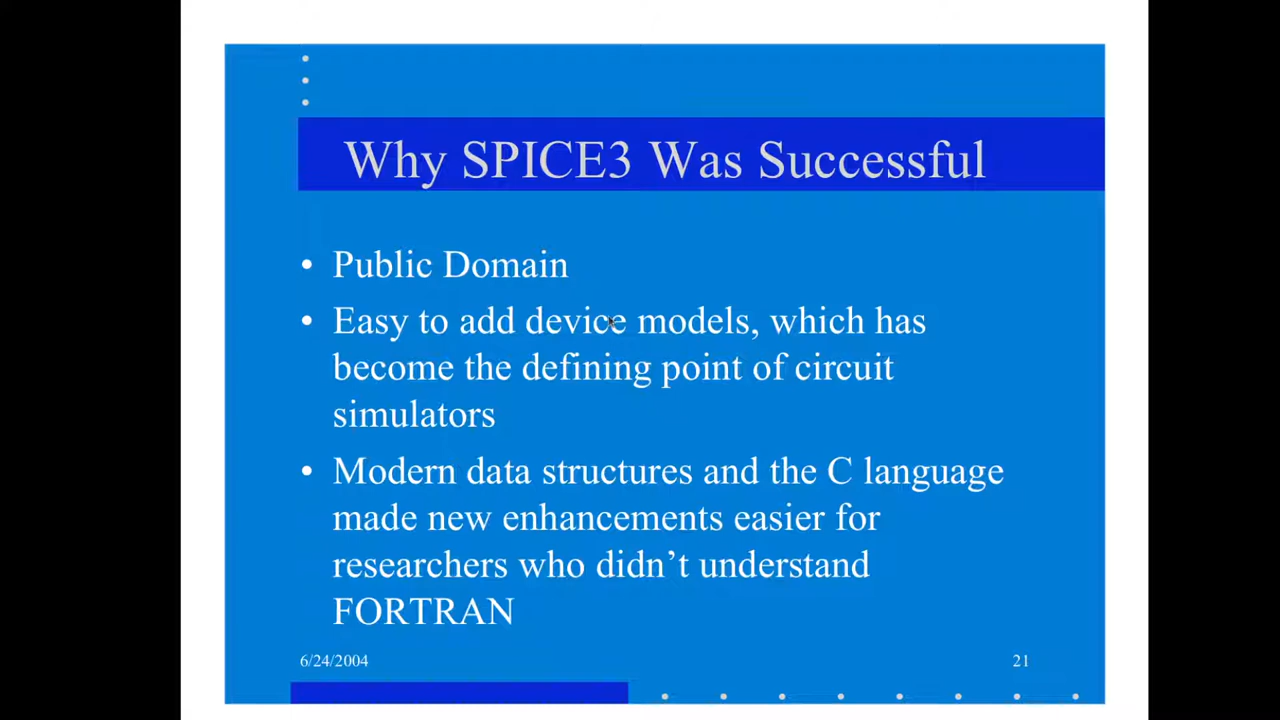 Why SPICE3 Was Successful
• Public Domain
• Easy to add device models, which has
become the defining point of circuit
simulators
• Modern data structures and the C language
made new enhancements easier for
researchers who didn’t understand
FORTRAN
6/24/2004
21